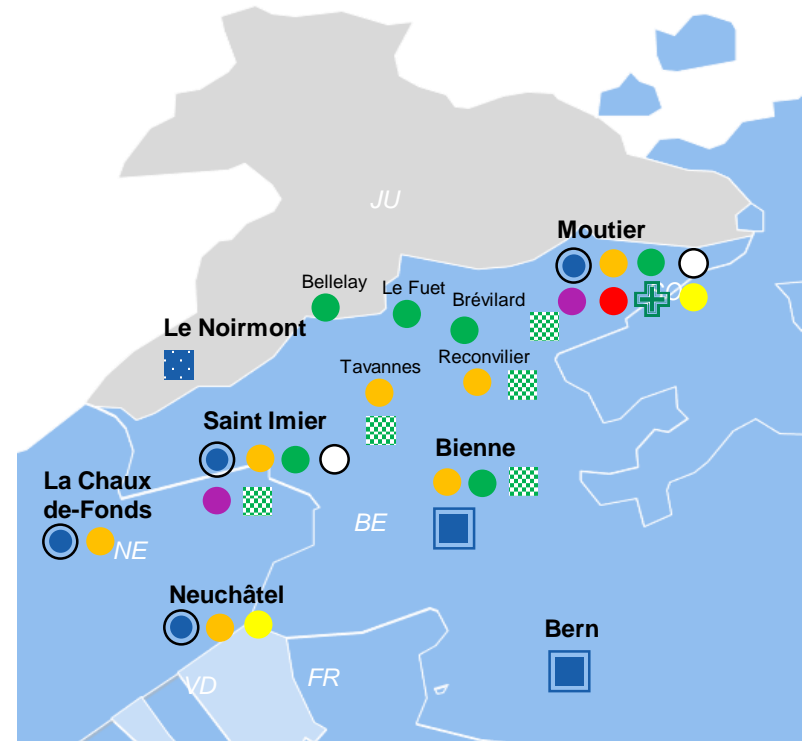 JU
Moutier
Bellelay
Le Fuet
Brévilard
Le Noirmont
Tavannes
Reconvilier
Saint Imier
Bienne
La Chaux
de-Fonds
BE
NE
Neuchâtel
Bern
VD
FR